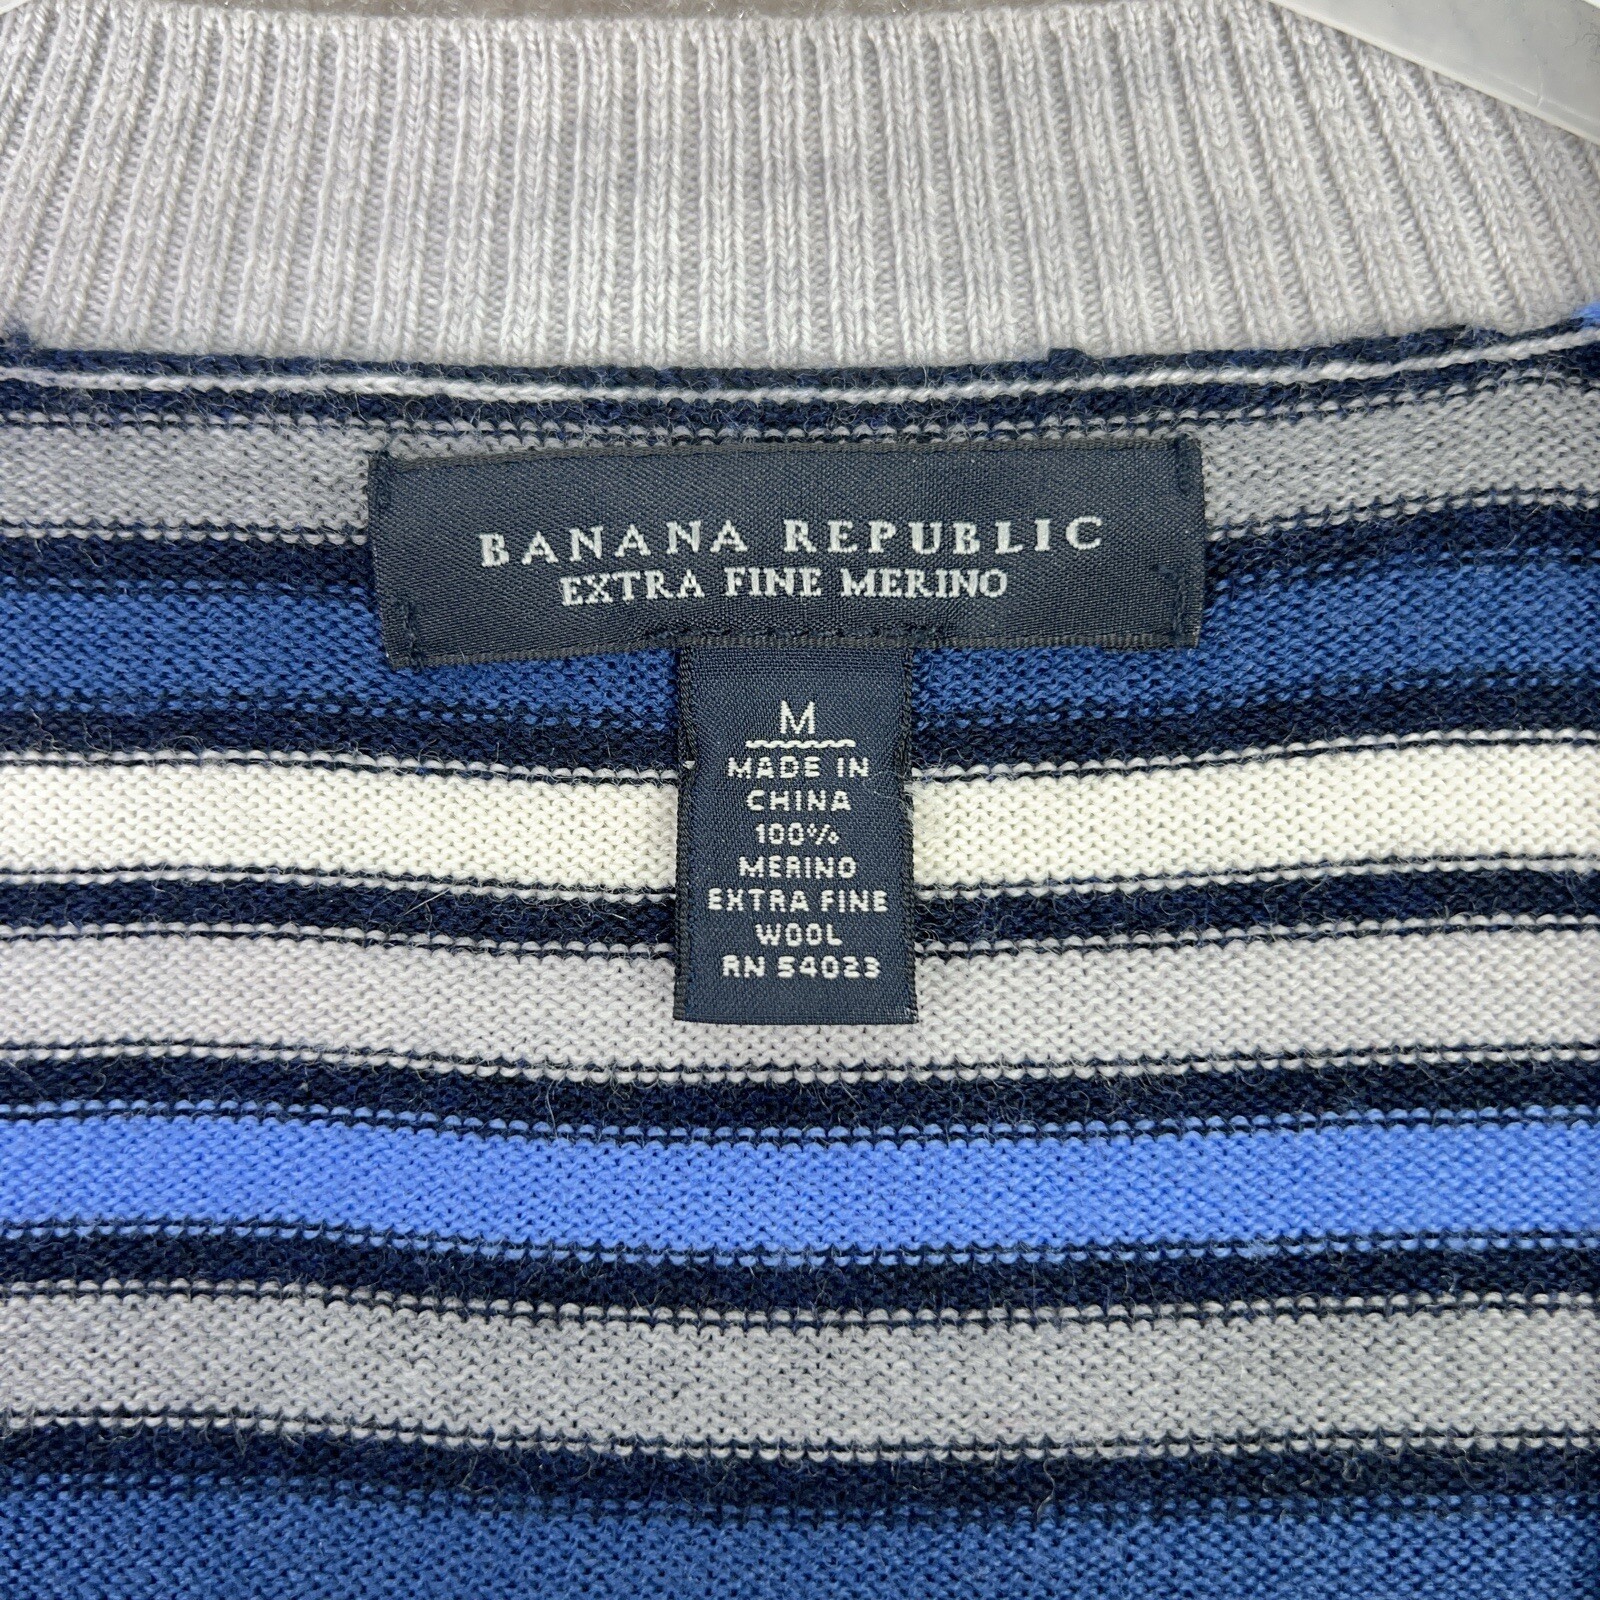 BANANA REPUBLIC
EXTRA FINE MERINO
M
MADE IN
CHINA
100%
MERINO
EXTRA FINE
WOOL
RN 54023